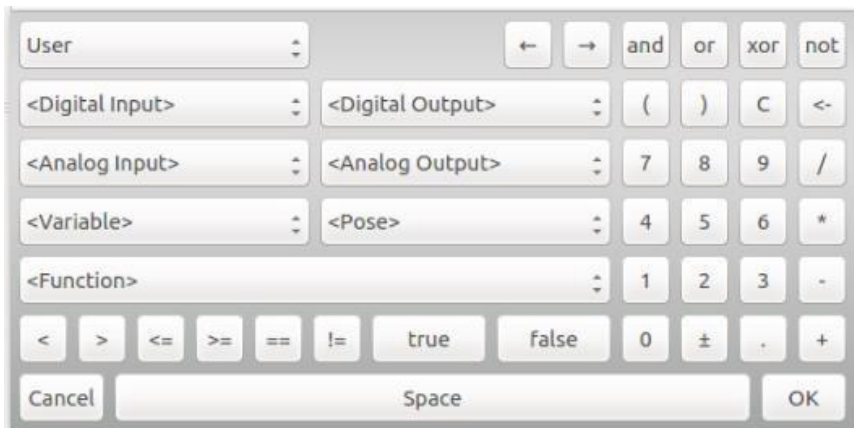 User ← → and or xor not
<Digital Input> <Digital Output> ( ) C <-
<Analog Input> <Analog Output> 7 8 9 /
<Variable> <Pose> 4 5 6 *
<Function> 1 2 3 -
< > <= >= == != true false 0 ± . +
Cancel Space OK